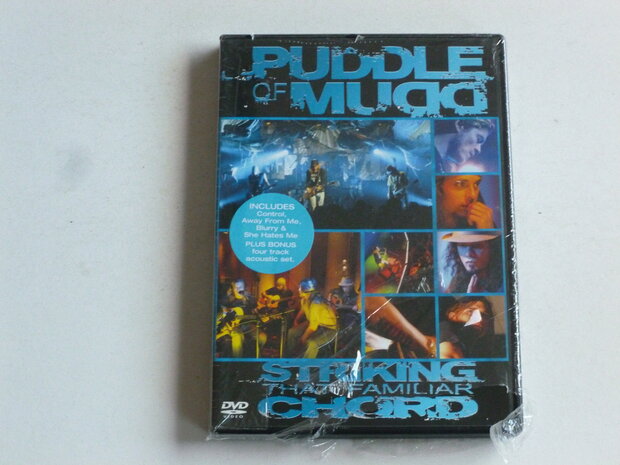 PUDDLE
OF MUDD
INCLUDES
Control,
Away From Me,
Blurry &
She Hates Me
PLUS BONUS
four track
acoustic set.
STRIKING
THAT FAMILIAR
CHORD
DVD
VIDEO